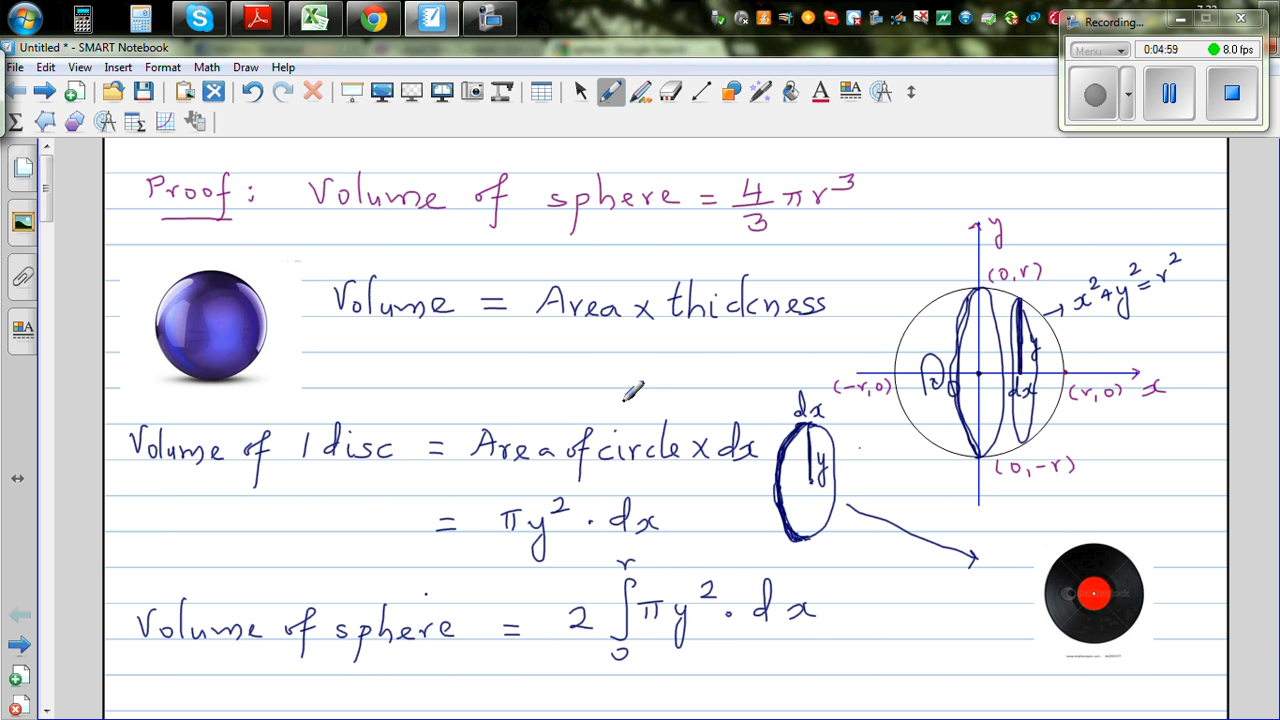 Recording...
Untitled * - SMART Notebook
Menu
0:04:59
8.0 fps
File Edit View Insert Format Math Draw Help
Proof: Volume of sphere = 4/3 πr³
Volume = Area x thickness
y
(0,r)
x²+y²=r²
y
dx
(-r,0)
(r,0)
x
(0,-r)
Volume of 1 disc = Area of circle x dx
dx
y
= πy² . dx
Volume of sphere = 2 ∫₀ʳ πy² . dx